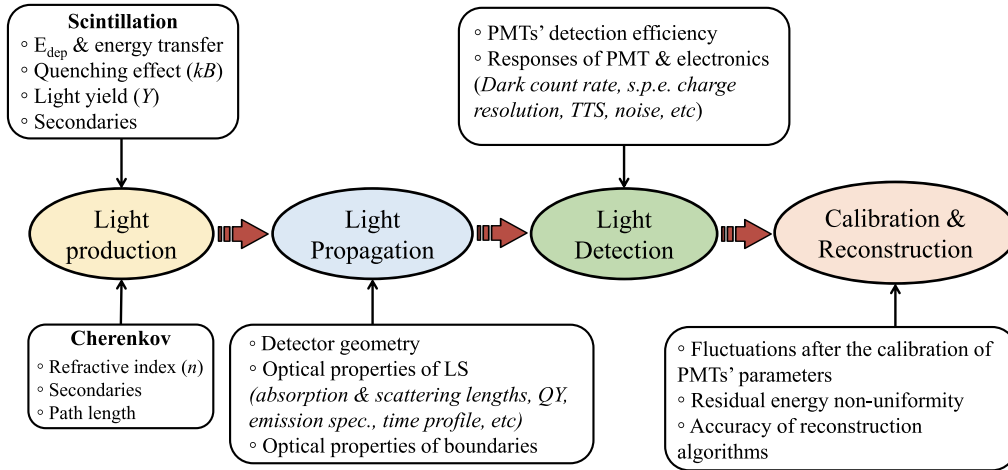 Scintillation
◦ E_dep & energy transfer
◦ Quenching effect (kB)
◦ Light yield (Y)
◦ Secondaries
◦ PMTs' detection efficiency
◦ Responses of PMT & electronics
(Dark count rate, s.p.e. charge
resolution, TTS, noise, etc)
Light
production
Light
Propagation
Light
Detection
Calibration &
Reconstruction
Cherenkov
◦ Refractive index (n)
◦ Secondaries
◦ Path length
◦ Detector geometry
◦ Optical properties of LS
(absorption & scattering lengths, QY,
emission spec., time profile, etc)
◦ Optical properties of boundaries
◦ Fluctuations after the calibration of
PMTs' parameters
◦ Residual energy non-uniformity
◦ Accuracy of reconstruction
algorithms